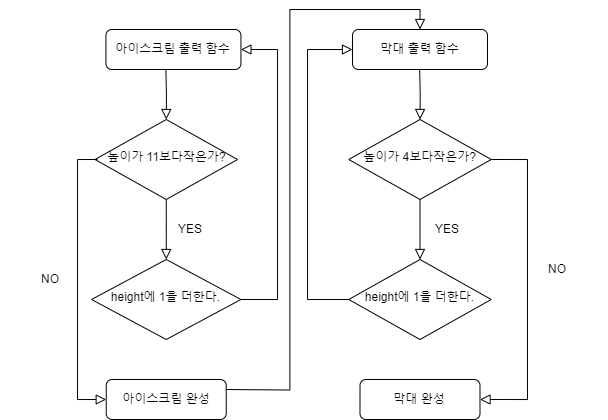 아이스크림 출력 함수
막대 출력 함수
높이가 11보다작은가?
높이가 4보다작은가?
YES
YES
NO
NO
height에 1을 더한다.
height에 1을 더한다.
아이스크림 완성
막대 완성